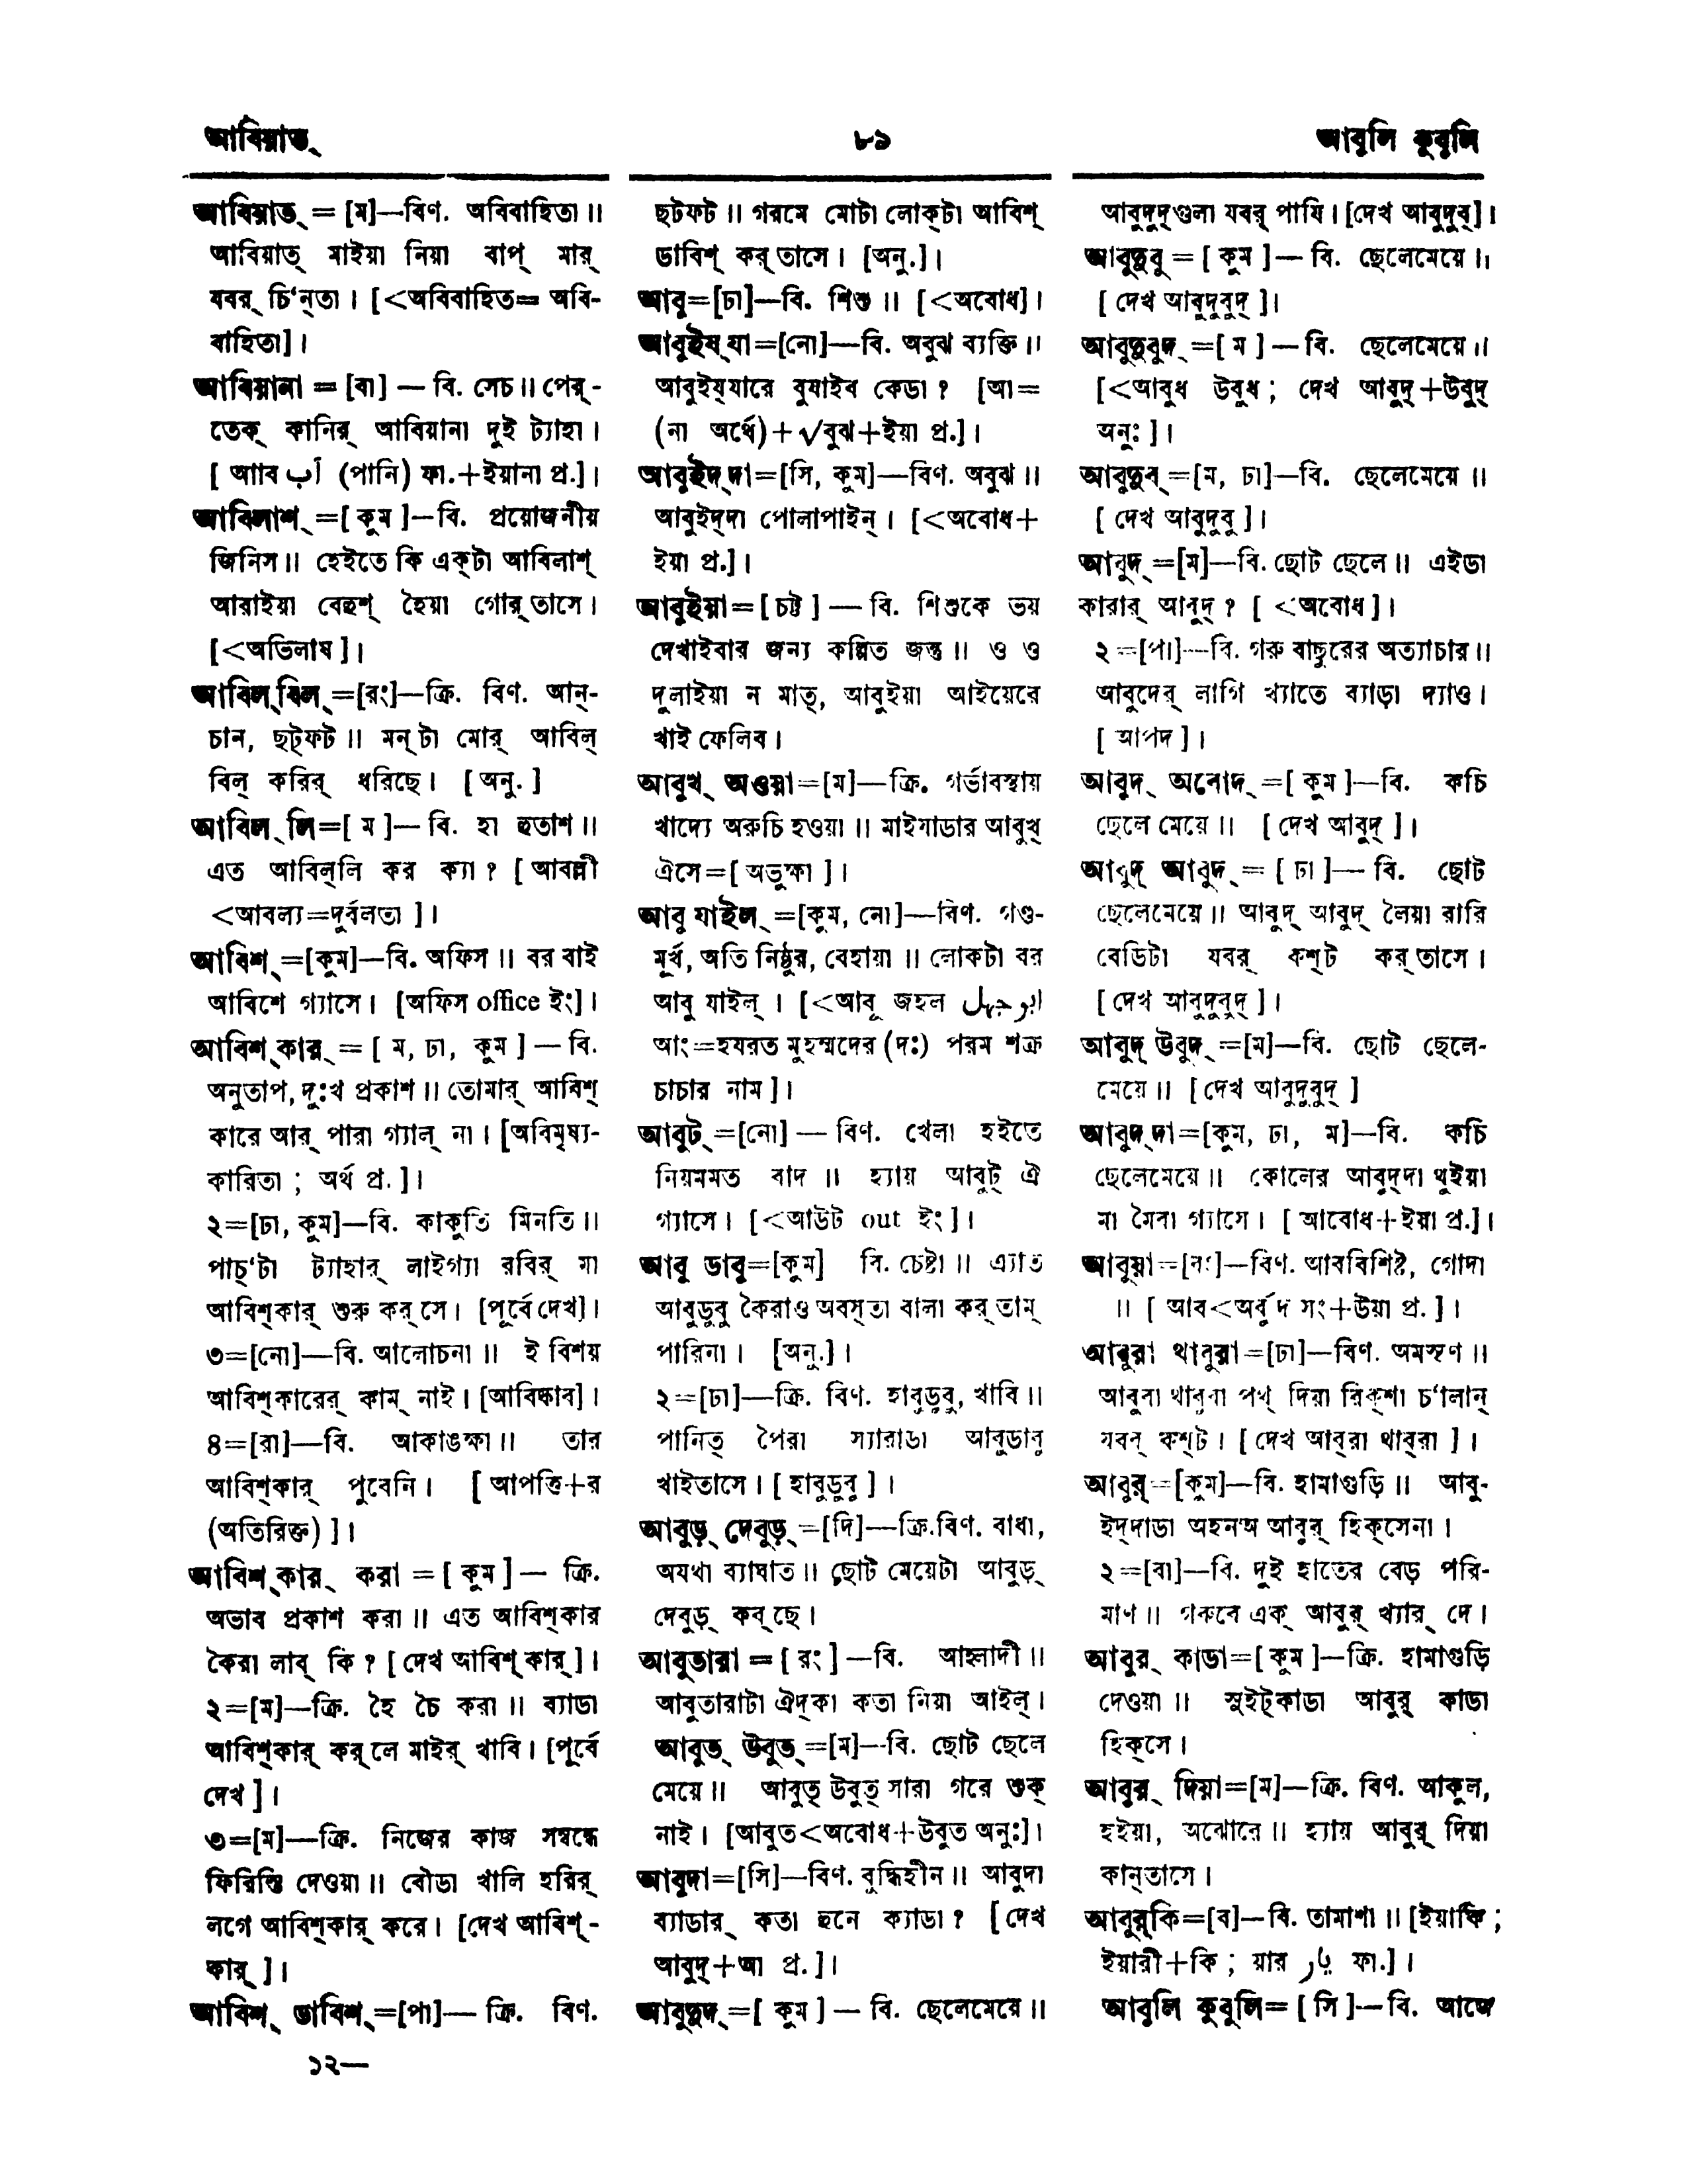 আবিয়াত্
৮৯
আবুলি কুবুলি
আবিয়াত্ = [ম]—বিণ. অবিবাহিতা॥
আবিয়াত্ মাইয়া নিয়া বাপ্ মার্
যবর্ চি'ন্তা। [<অবিবাহিত= অবি-
বাহিতা]।
আবিয়ানা = [বা] — বি. সেচ॥ পের্-
তেক্ কানির্ আবিয়ানা দুই ট্যাহা।
[ আাব آب (পানি) ফা.+ইয়ানা প্র.]।
আবিলাশ্ =[ কুম ]—বি. প্রয়োজনীয়
জিনিস॥ হেইতে কি এক্টা আবিলাশ্
আরাইয়া বেহুশ্ হৈয়া গোর্তাসে।
[<অভিলাষ ]।
আবিল্ বিল্ =[রং]—ক্রি. বিণ. আন্-
চান, ছট্ফট॥ মন্টা মোর্ আবিল্
বিল্ করির্ ধরিছে। [ অনু. ]
আবিল্ লি=[ ম ]— বি. হা হুতাশ॥
এত আবিল্লি কর ক্যা? [ আবল্লী
<আবল্য=দুর্বলতা ]।
আবিশ্ =[কুম]—বি. অফিস॥ বর বাই
আবিশে গ্যাসে। [অফিস office ইং]।
আবিশ্ কার্ = [ ম, ঢা, কুম ] — বি.
অনুতাপ, দুঃখ প্রকাশ॥ তোমার্ আবিশ্
কারে আর্ পারা গ্যাল্ না। [অবিমৃষ্য-
কারিতা ; অর্থ প্র. ]।
২=[ঢা, কুম]—বি. কাকুতি মিনতি॥
পাচ্'টা ট্যাহার্ লাইগ্যা রবির্ মা
আবিশ্কার্ শুরু কর্সে। [পূর্বে দেখ]।
৩=[নো]—বি. আলোচনা॥ ই বিশয়
আবিশ্কারের্ কাম্ নাই। [আবিষ্কাব]।
৪=[রা]—বি. আকাঙক্ষা॥ তার
আবিশ্কার্ পুবেনি। [ আপত্তি+র
(অতিরিক্ত) ]।
আবিশ্ কার্ করা = [ কুম ] — ক্রি.
অভাব প্রকাশ করা॥ এত আবিশ্কার
কৈরা লাব্ কি? [ দেখ আবিশ্ কার্ ]।
২=[ম]—ক্রি. হৈ চৈ করা॥ ব্যাডা
আবিশ্কার্ কর্লে মাইর্ খাবি। [পূর্বে
দেখ ]।
৩=[ম]—ক্রি. নিজের কাজ সম্বন্ধে
ফিরিস্তি দেওয়া॥ বৌডা খালি হরির্
লগে আবিশ্কার্ করে। [দেখ আবিশ্-
কার্ ]।
আবিশ্ ডাবিশ্ =[পা]— ক্রি. বিণ.
১২—
ছটফট॥ গরমে মোটা লোক্টা আবিশ্
ডাবিশ্ কর্তাসে। [অনু.]।
আবু=[ঢা]—বি. শিশু॥ [<অবোধ]।
আবুইয্ যা=[নো]—বি. অবুঝ ব্যক্তি॥
আবুইয্যারে বুযাইব কেডা? [আ=
(না অর্থে)+√বুঝ+ইয়া প্র.]।
আবুইদ্ দা=[সি, কুম]—বিণ. অবুঝ॥
আবুইদ্দা পোলাপাইন্। [<অবোধ+
ইয়া প্র.]।
আবুইয়া=[ চট্ট ] — বি. শিশুকে ভয়
দেখাইবার জন্য কল্পিত জন্তু॥ ও ও
দুলাইয়া ন মাত্, আবুইয়া আইয়েরে
খাই ফেলিব।
আবুখ্ অওয়া=[ম]—ক্রি. গর্ভাবস্থায়
খাদ্যে অরুচি হওয়া॥ মাইযাডার আবুখ্
ঐসে=[ অভুক্ষা ]।
আবু যাইল্ =[কুম, নো]—বিণ. গণ্ড-
মূর্খ, অতি নিষ্ঠুর, বেহায়া॥ লোকটা বর
আবু যাইল্। [<আবূ জহল ابوجهل
আং=হযরত মুহম্মদের (দঃ) পরম শত্রু
চাচার নাম ]।
আবুট্ =[নো] — বিণ. খেলা হইতে
নিয়মমত বাদ॥ হ্যায় আবুট্ ঐ
গ্যাসে। [<আউট out ইং]।
আবু ডাবু=[কুম] বি. চেষ্টা॥ এ্যাত
আবুডুবু কৈরাও অবস্তা বালা কর্তাম্
পারিনা। [অনু.]।
২=[ঢা]—ক্রি. বিণ. হাবুডুবু, খাবি॥
পানিত্ পৈরা স্যারাডা আবুডাবু
খাইতাসে। [ হাবুডুবু ]।
আবুড়্ দেবুড়্ =[দি]—ক্রি.বিণ. বাধা,
অযথা ব্যাঘাত॥ ছোট মেয়েটা আবুড়্
দেবুড়্ কব্ছে।
আবুতারা = [ রং ] —বি. আহ্লাদী॥
আবুতারাটা ঐদ্কা কতা নিয়া আইল্।
আবুত্ উবুত্ =[ম]—বি. ছোট ছেলে
মেয়ে॥ আবুত্ উবুত্ সারা গরে শুক্
নাই। [আবুত<অবোধ+উবুত অনুঃ]।
আবুদা=[সি]—বিণ. বুদ্ধিহীন॥ আবুদা
ব্যাডার্ কতা হুনে ক্যাডা? [ দেখ
আবুদ্+আ প্র.]।
আবুদুদ্ =[ কুম ] — বি. ছেলেমেয়ে॥
আবুদুদ্গুলা যবর্ পাযি। [দেখ আবুদুব্]।
আবুদুবু = [ কুম ]— বি. ছেলেমেয়ে॥
[ দেখ আবুদুবুদ্ ]।
আবুদুবুদ্ =[ ম ] — বি. ছেলেমেয়ে॥
[<আবুধ উবুধ ; দেখ আবুদ্+উবুদ্
অনুঃ ]।
আবুদুব্ =[ম, ঢা]—বি. ছেলেমেয়ে॥
[ দেখ আবুদুবু ]।
আবুদ্ =[ম]—বি. ছোট ছেলে॥ এইডা
কারার্ আবুদ্? [ <অবোধ ]।
২=[পা]—বি. গরু বাছুরের অত্যাচার॥
আবুদের্ লাগি খ্যাতে ব্যাড়া দ্যাও।
[ আপদ ]।
আবুদ্ অবোদ্ =[ কুম ]—বি. কচি
ছেলে মেয়ে॥ [ দেখ আবুদ্ ]।
আবুদ্ আবুদ্ = [ ঢা ]— বি. ছোট
ছেলেমেয়ে॥ আবুদ্ আবুদ্ লৈয়া রারি
বেডিটা যবর্ কশ্ট কর্তাসে।
[ দেখ আবুদুবুদ্ ]।
আবুদ্ উবুদ্ =[ম]—বি. ছোট ছেলে-
মেয়ে॥ [ দেখ আবুদুবুদ্ ]
আবুদ্ দা=[কুম, ঢা, ম]—বি. কচি
ছেলেমেয়ে॥ কোলের আবুদ্দা থুইয়া
মা মৈবা গ্যাসে। [ আবোধ+ইয়া প্র.]।
আবুয়া=[রং]—বিণ. আববিশিষ্ট, গোদা
॥ [ আব<অর্বুদ সং+উয়া প্র. ]।
আবুরা থাবুরা=[ঢা]—বিণ. অমসৃণ॥
আবুবা থাবুবা পথ্ দিয়া রিক্শা চ'লান্
যবব্ কশ্ট। [ দেখ আব্রা থাব্রা ]।
আবুর্=[কুম]—বি. হামাগুড়ি॥ আবু-
ইদ্দাডা অহনঅ আবুর্ হিক্সেনা।
২=[বা]—বি. দুই হাতের বেড় পরি-
মাণ॥ গরুবে এক্ আবুর্ খ্যার্ দে।
আবুর্ কাডা=[ কুম ]—ক্রি. হামাগুড়ি
দেওয়া॥ স্নুইট্কাডা আবুর্ কাডা
হিক্সে।
আবুর্ দিয়া=[ম]—ক্রি. বিণ. আকুল,
হইয়া, অঝোরে॥ হ্যায় আবুর্ দিয়া
কান্তাসে।
আবুর্কি=[ব]—বি. তামাশা॥ [ইয়ার্কি ;
ইয়ারী+কি ; য়ার يار ফা.]।
আবুলি কুবুলি= [ সি ]—বি. আজে